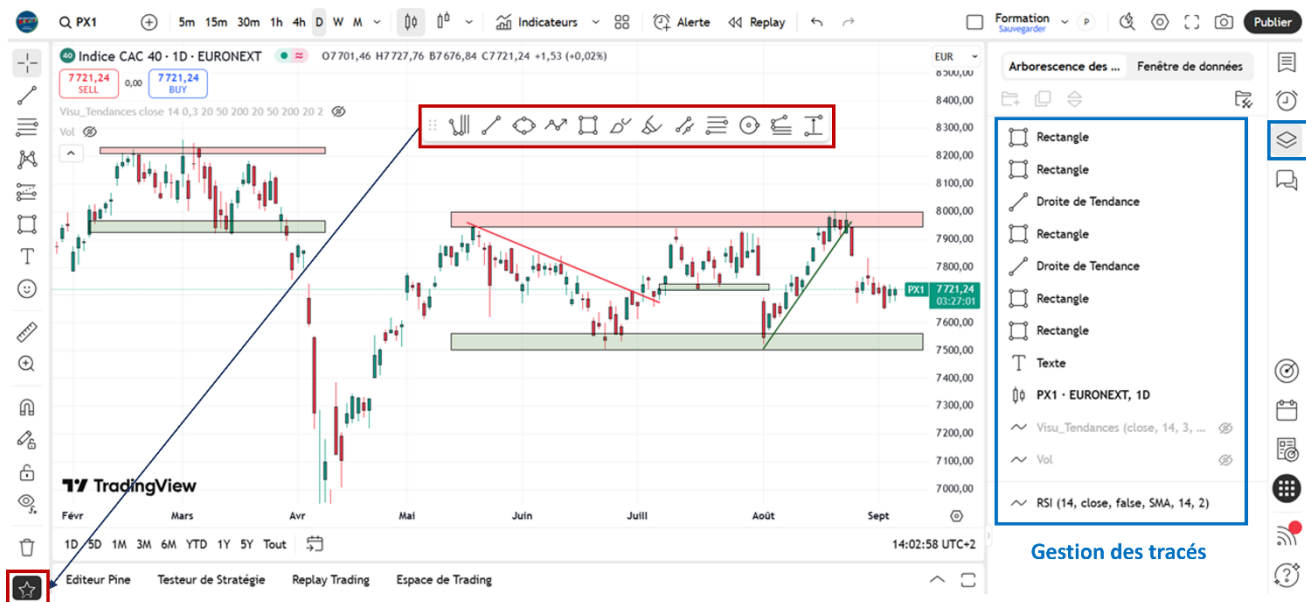 PX1
5m 15m 30m 1h 4h D W M
Indicateurs
Alerte
Replay
Formation
Sauvegarder
P
Publier
40 Indice CAC 40 · 1D · EURONEXT
O7701,46 H7727,76 B7676,84 C7721,24 +1,53 (+0,02%)
7721,24
SELL
0,00
7721,24
BUY
Visu_Tendances close 14 0,3 20 50 200 20 50 200 20 2
Vol
EUR
8500,00
8400,00
8300,00
8200,00
8100,00
8000,00
7900,00
7800,00
PX1 7721,24
03:27:01
7600,00
7500,00
7400,00
7300,00
7200,00
7100,00
7000,00
TradingView
Févr Mars Avr Mai Juin Juill Août Sept
1D 5D 1M 3M 6M YTD 1Y 5Y Tout
14:02:58 UTC+2
Editeur Pine Testeur de Stratégie Replay Trading Espace de Trading
Arborescence des ... Fenêtre de données
Rectangle
Rectangle
Droite de Tendance
Rectangle
Droite de Tendance
Rectangle
Rectangle
Texte
PX1 · EURONEXT, 1D
Visu_Tendances (close, 14, 3, ...
Vol
RSI (14, close, false, SMA, 14, 2)
Gestion des tracés